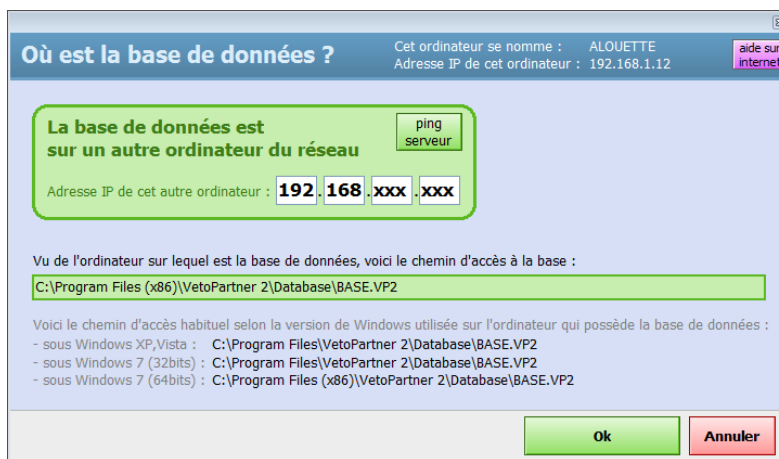 Où est la base de données ?
Cet ordinateur se nomme : ALOUETTE
Adresse IP de cet ordinateur : 192.168.1.12
aide sur
internet
La base de données est
sur un autre ordinateur du réseau
ping
serveur
Adresse IP de cet autre ordinateur : 192 . 168 . xxx . xxx
Vu de l'ordinateur sur lequel est la base de données, voici le chemin d'accès à la base :
C:\Program Files (x86)\VetoPartner 2\Database\BASE.VP2
Voici le chemin d'accès habituel selon la version de Windows utilisée sur l'ordinateur qui possède la base de données :
- sous Windows XP,Vista : C:\Program Files\VetoPartner 2\Database\BASE.VP2
- sous Windows 7 (32bits) : C:\Program Files\VetoPartner 2\Database\BASE.VP2
- sous Windows 7 (64bits) : C:\Program Files (x86)\VetoPartner 2\Database\BASE.VP2
Ok
Annuler